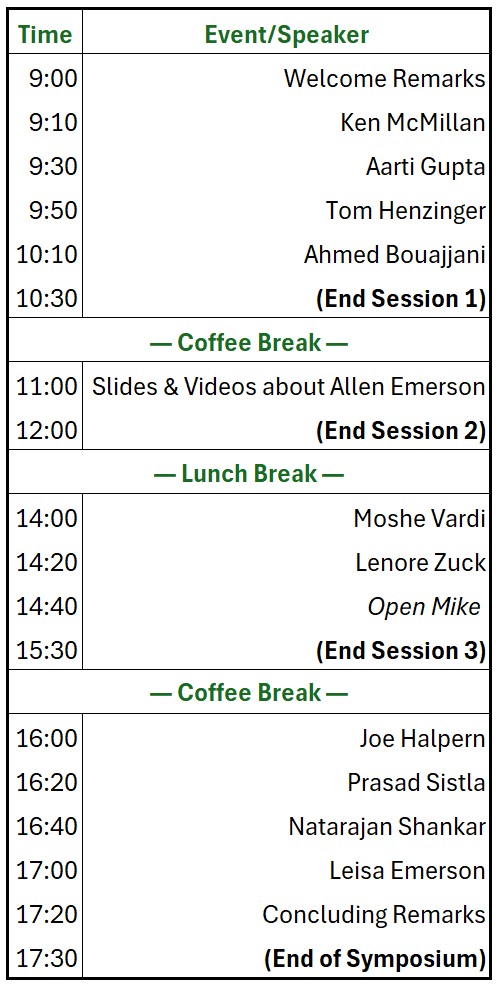 Time Event/Speaker
9:00 Welcome Remarks
9:10 Ken McMillan
9:30 Aarti Gupta
9:50 Tom Henzinger
10:10 Ahmed Bouajjani
10:30 (End Session 1)
— Coffee Break —
11:00 Slides & Videos about Allen Emerson
12:00 (End Session 2)
— Lunch Break —
14:00 Moshe Vardi
14:20 Lenore Zuck
14:40 Open Mike
15:30 (End Session 3)
— Coffee Break —
16:00 Joe Halpern
16:20 Prasad Sistla
16:40 Natarajan Shankar
17:00 Leisa Emerson
17:20 Concluding Remarks
17:30 (End of Symposium)